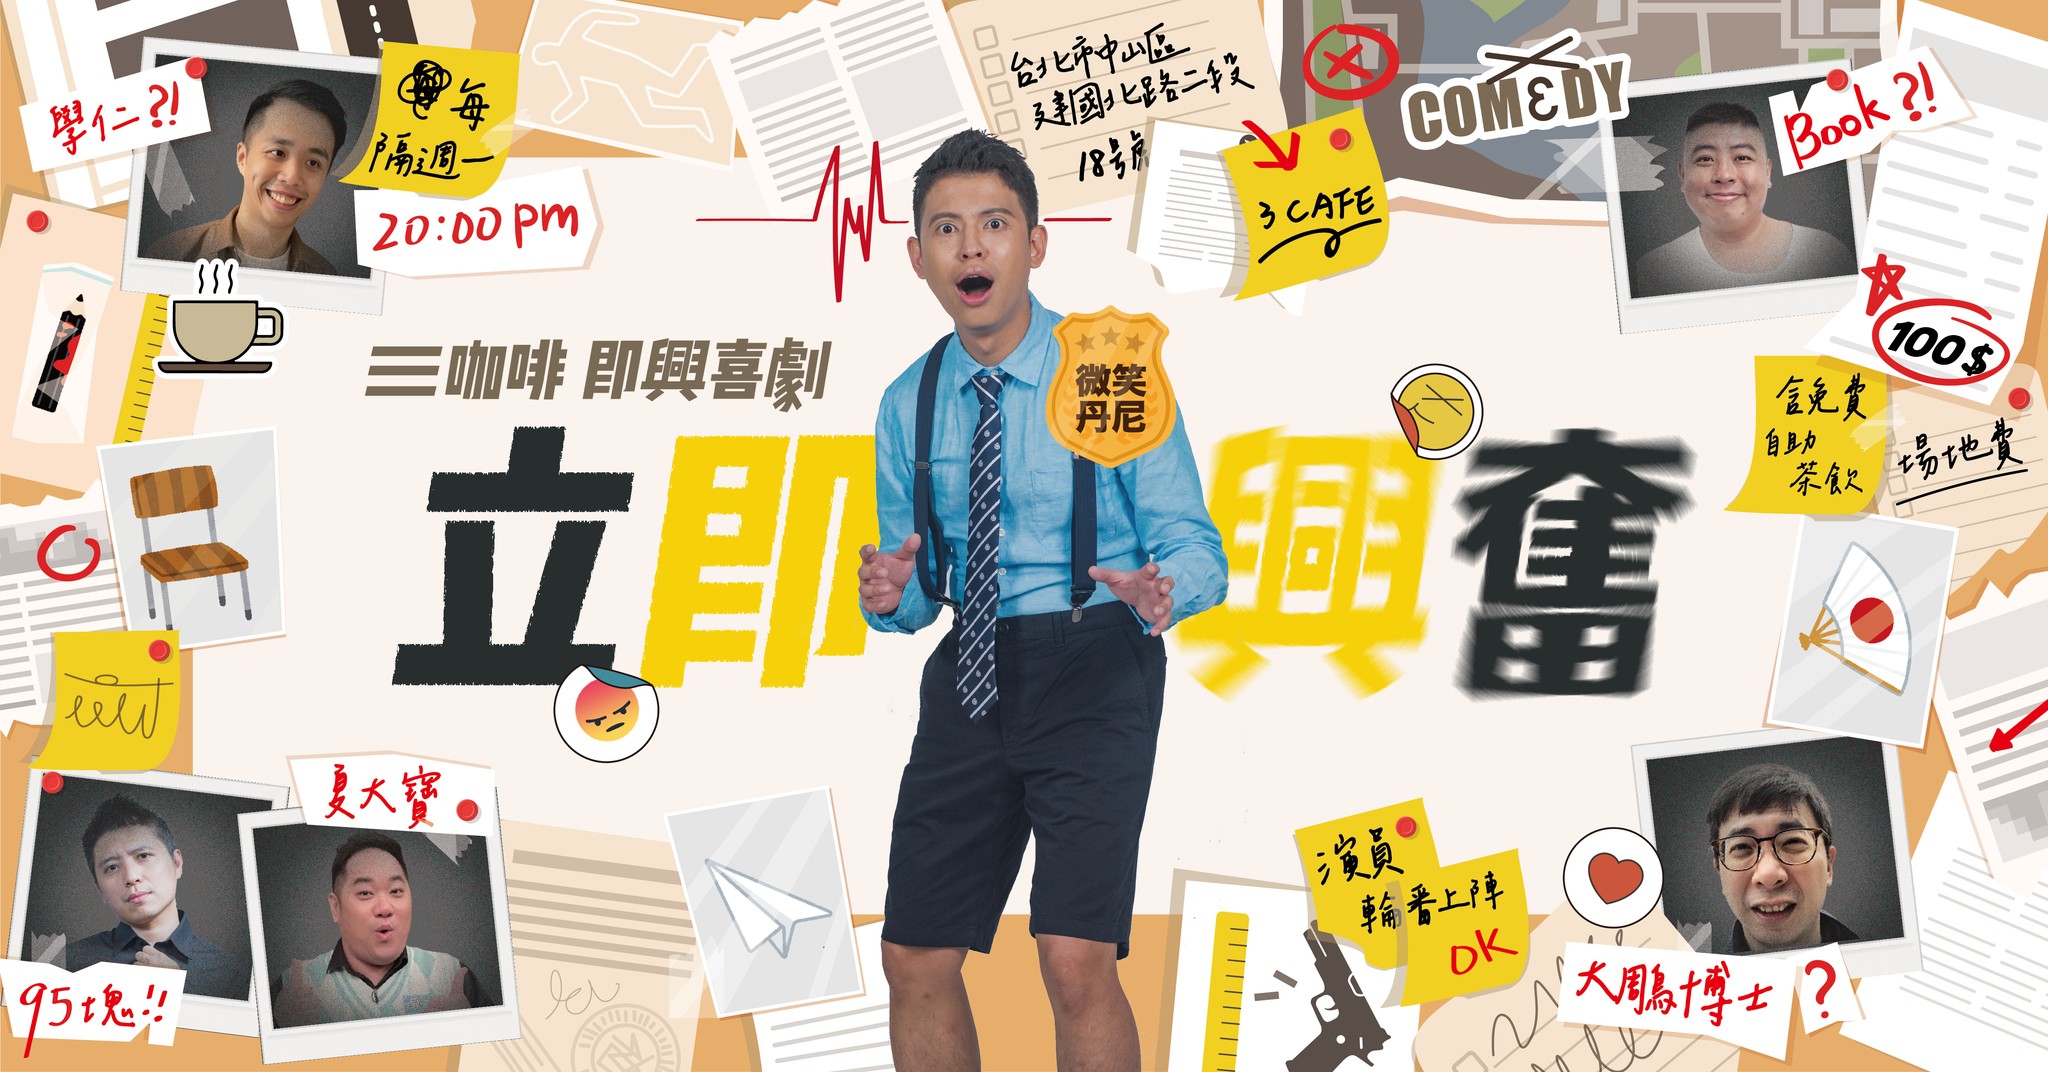 學仁?!
每
隔週一
20:00 pm
台北市中山區
建國北路二段
18號
3 CAFE
COMEDY
Book?!
100$
含免費
自助
茶飲
場地費
三咖啡 即興喜劇
微笑
丹尼
立即興奮
夏大寶
95塊!!
演員
輪番上陣
OK
大鵰博士?